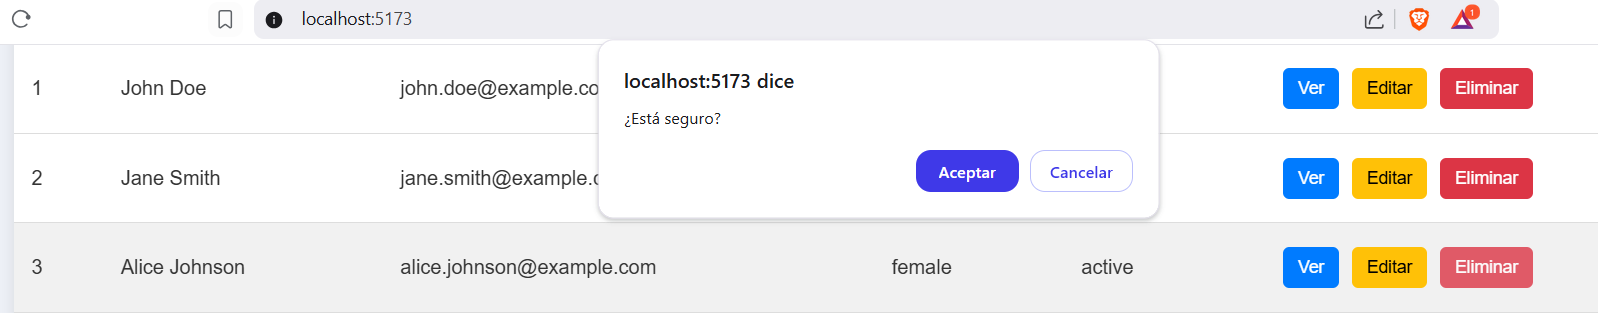 localhost:5173
1
localhost:5173 dice
¿Está seguro?
Aceptar Cancelar
1 John Doe john.doe@example.co Ver Editar Eliminar
2 Jane Smith jane.smith@example. Ver Editar Eliminar
3 Alice Johnson alice.johnson@example.com female active Ver Editar Eliminar